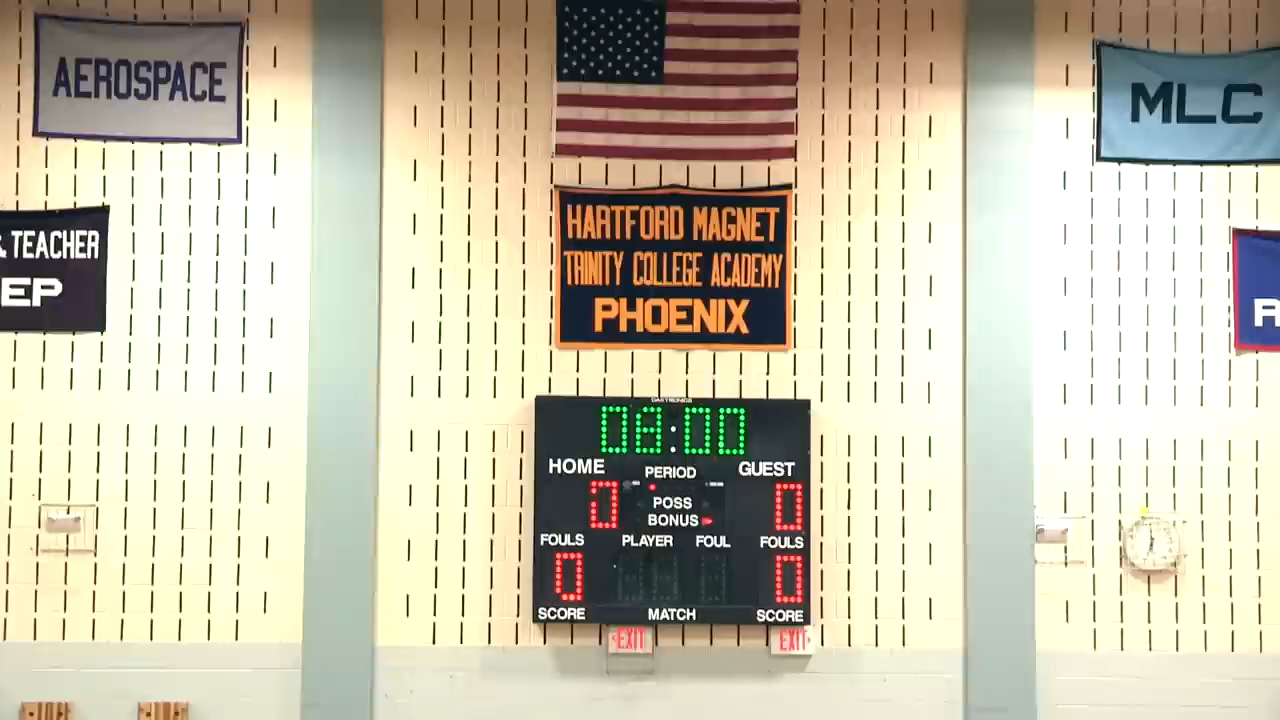 AEROSPACE
MLC
& TEACHER
EP
HARTFORD MAGNET
TRINITY COLLEGE ACADEMY
PHOENIX
DAKTRONICS
08:00
HOME
PERIOD
GUEST
0
POSS
0
BONUS
FOULS
PLAYER
FOUL
FOULS
0
0
SCORE
MATCH
SCORE
EXIT
EXIT